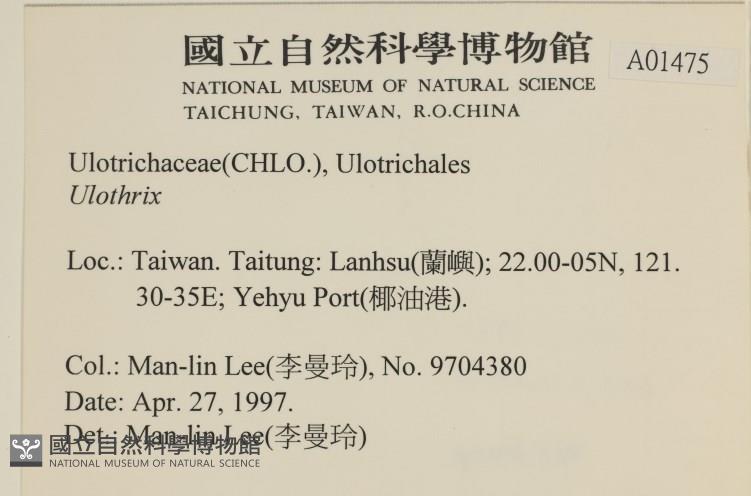 國立自然科學博物館
A01475
NATIONAL MUSEUM OF NATURAL SCIENCE
TAICHUNG, TAIWAN, R.O.CHINA
Ulotrichaceae(CHLO.), Ulotrichales
Ulothrix
Loc.: Taiwan. Taitung: Lanhsu(蘭嶼); 22.00-05N, 121.
30-35E; Yehyu Port(椰油港).
Col.: Man-lin Lee(李曼玲), No. 9704380
Date: Apr. 27, 1997.
Det.: Man-lin Lee(李曼玲)
國立自然科學博物館
NATIONAL MUSEUM OF NATURAL SCIENCE